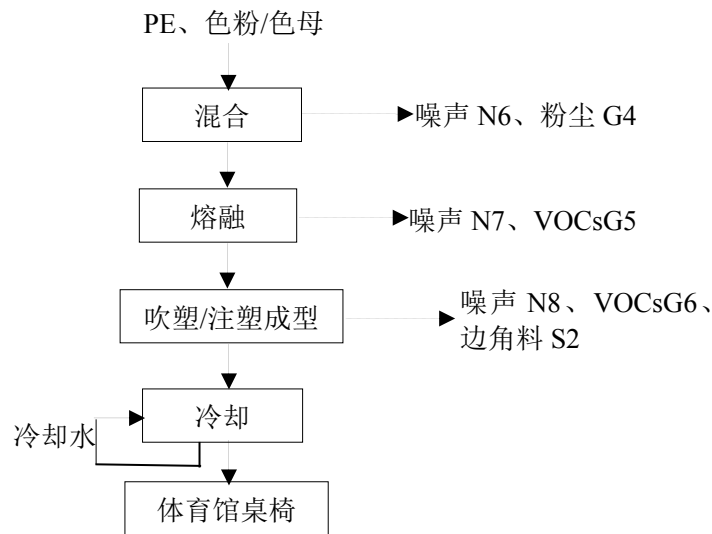 PE、色粉/色母
混合
噪声 N6、粉尘 G4
熔融
噪声 N7、VOCsG5
吹塑/注塑成型
噪声 N8、VOCsG6、
边角料 S2
冷却
冷却水
体育馆桌椅